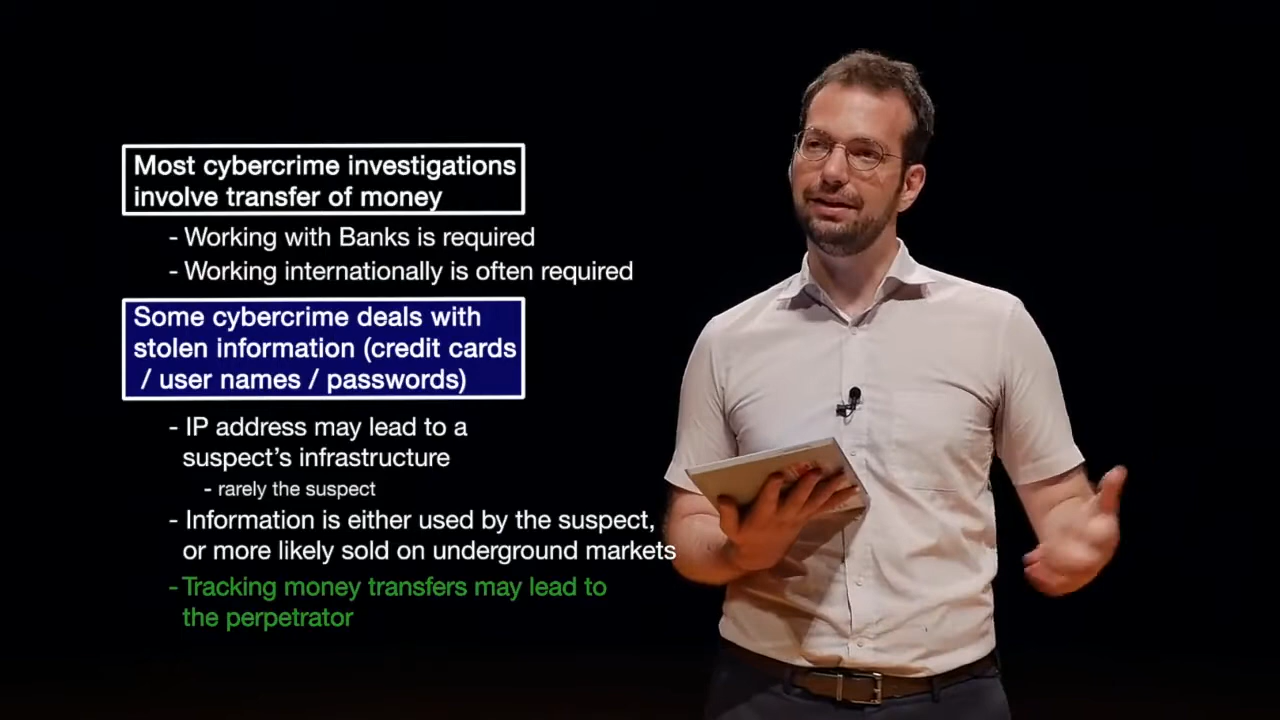 Most cybercrime investigations
involve transfer of money
- Working with Banks is required
- Working internationally is often required
Some cybercrime deals with
stolen information (credit cards
/ user names / passwords)
- IP address may lead to a
suspect's infrastructure
- rarely the suspect
- Information is either used by the suspect,
or more likely sold on underground markets
- Tracking money transfers may lead to
the perpetrator